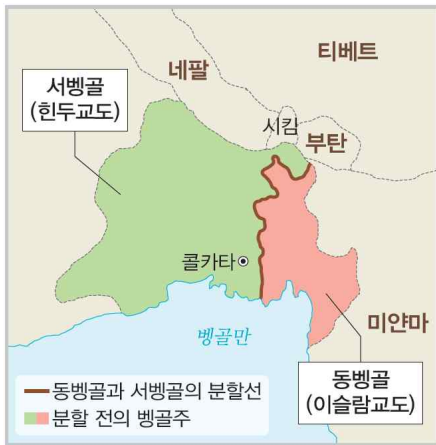 티베트
네팔
서벵골
(힌두교도)
시킴
부탄
콜카타
벵골만
미얀마
동벵골
(이슬람교도)
동벵골과 서벵골의 분할선
분할 전의 벵골주